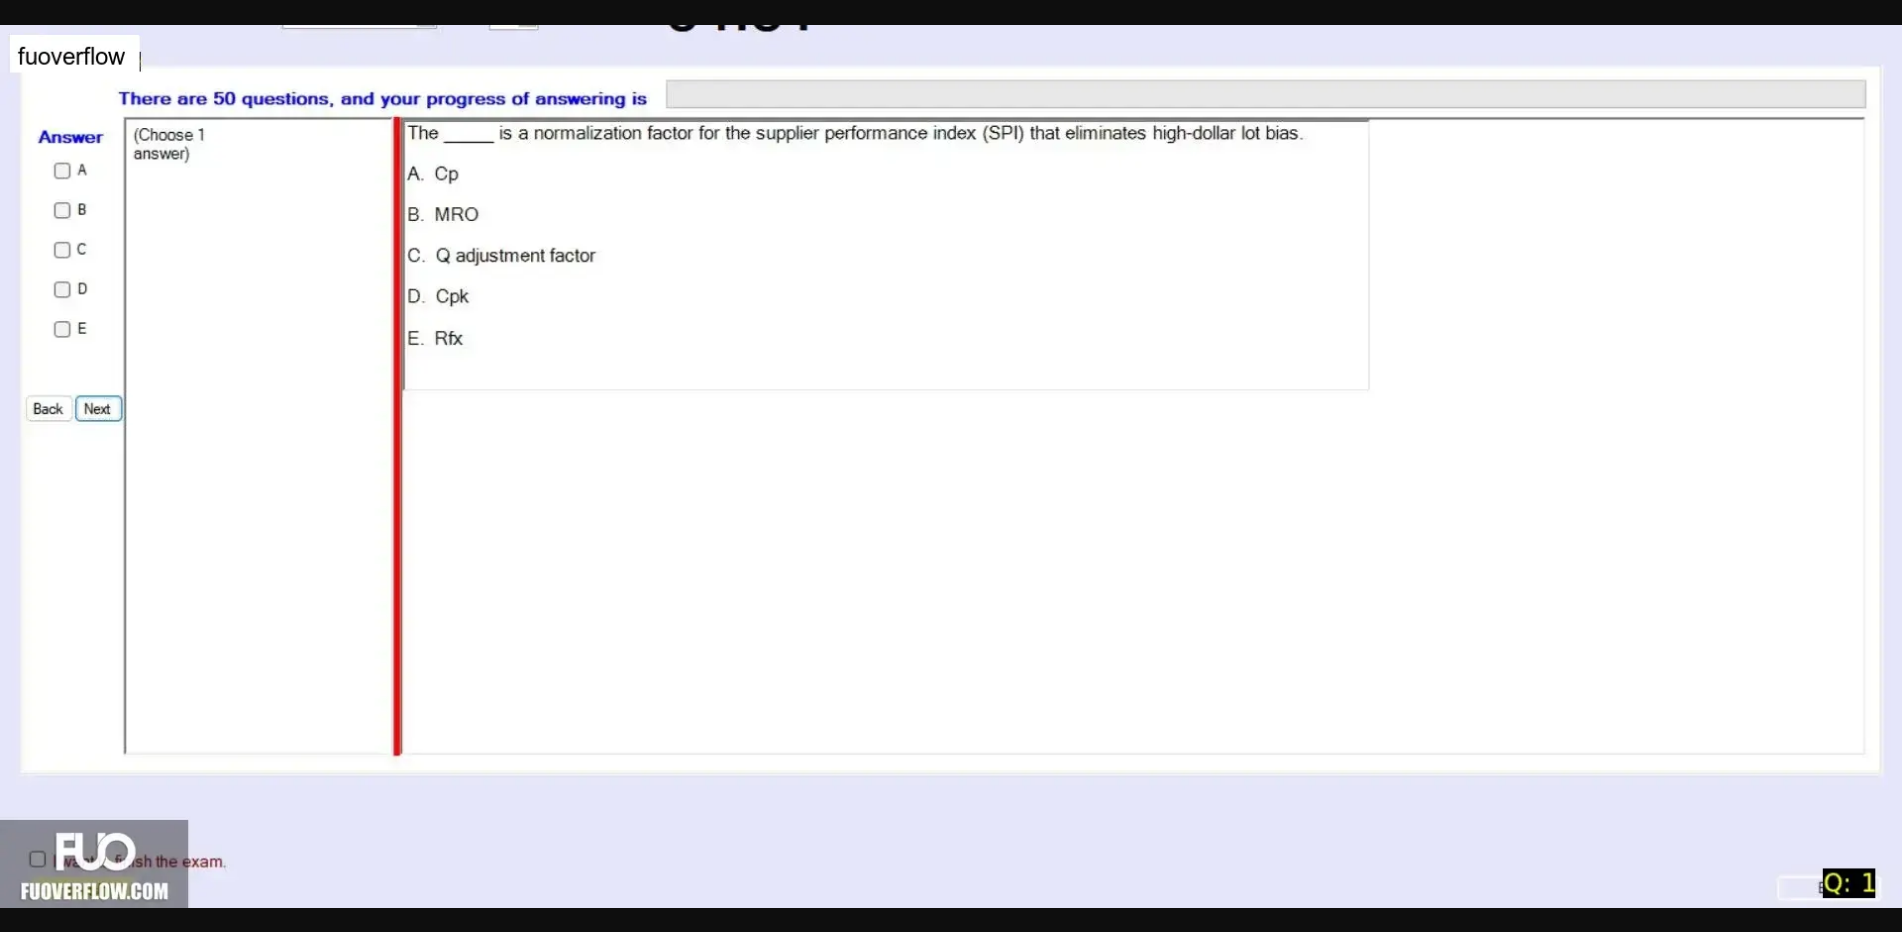 fuoverflow
There are 50 questions, and your progress of answering is
Answer
(Choose 1
answer)
A
B
C
D
E
Back Next
The _____ is a normalization factor for the supplier performance index (SPI) that eliminates high-dollar lot bias.
A. Cp
B. MRO
C. Q adjustment factor
D. Cpk
E. Rfx
the exam.
FUO
FUOVERFLOW.COM
Q: 1